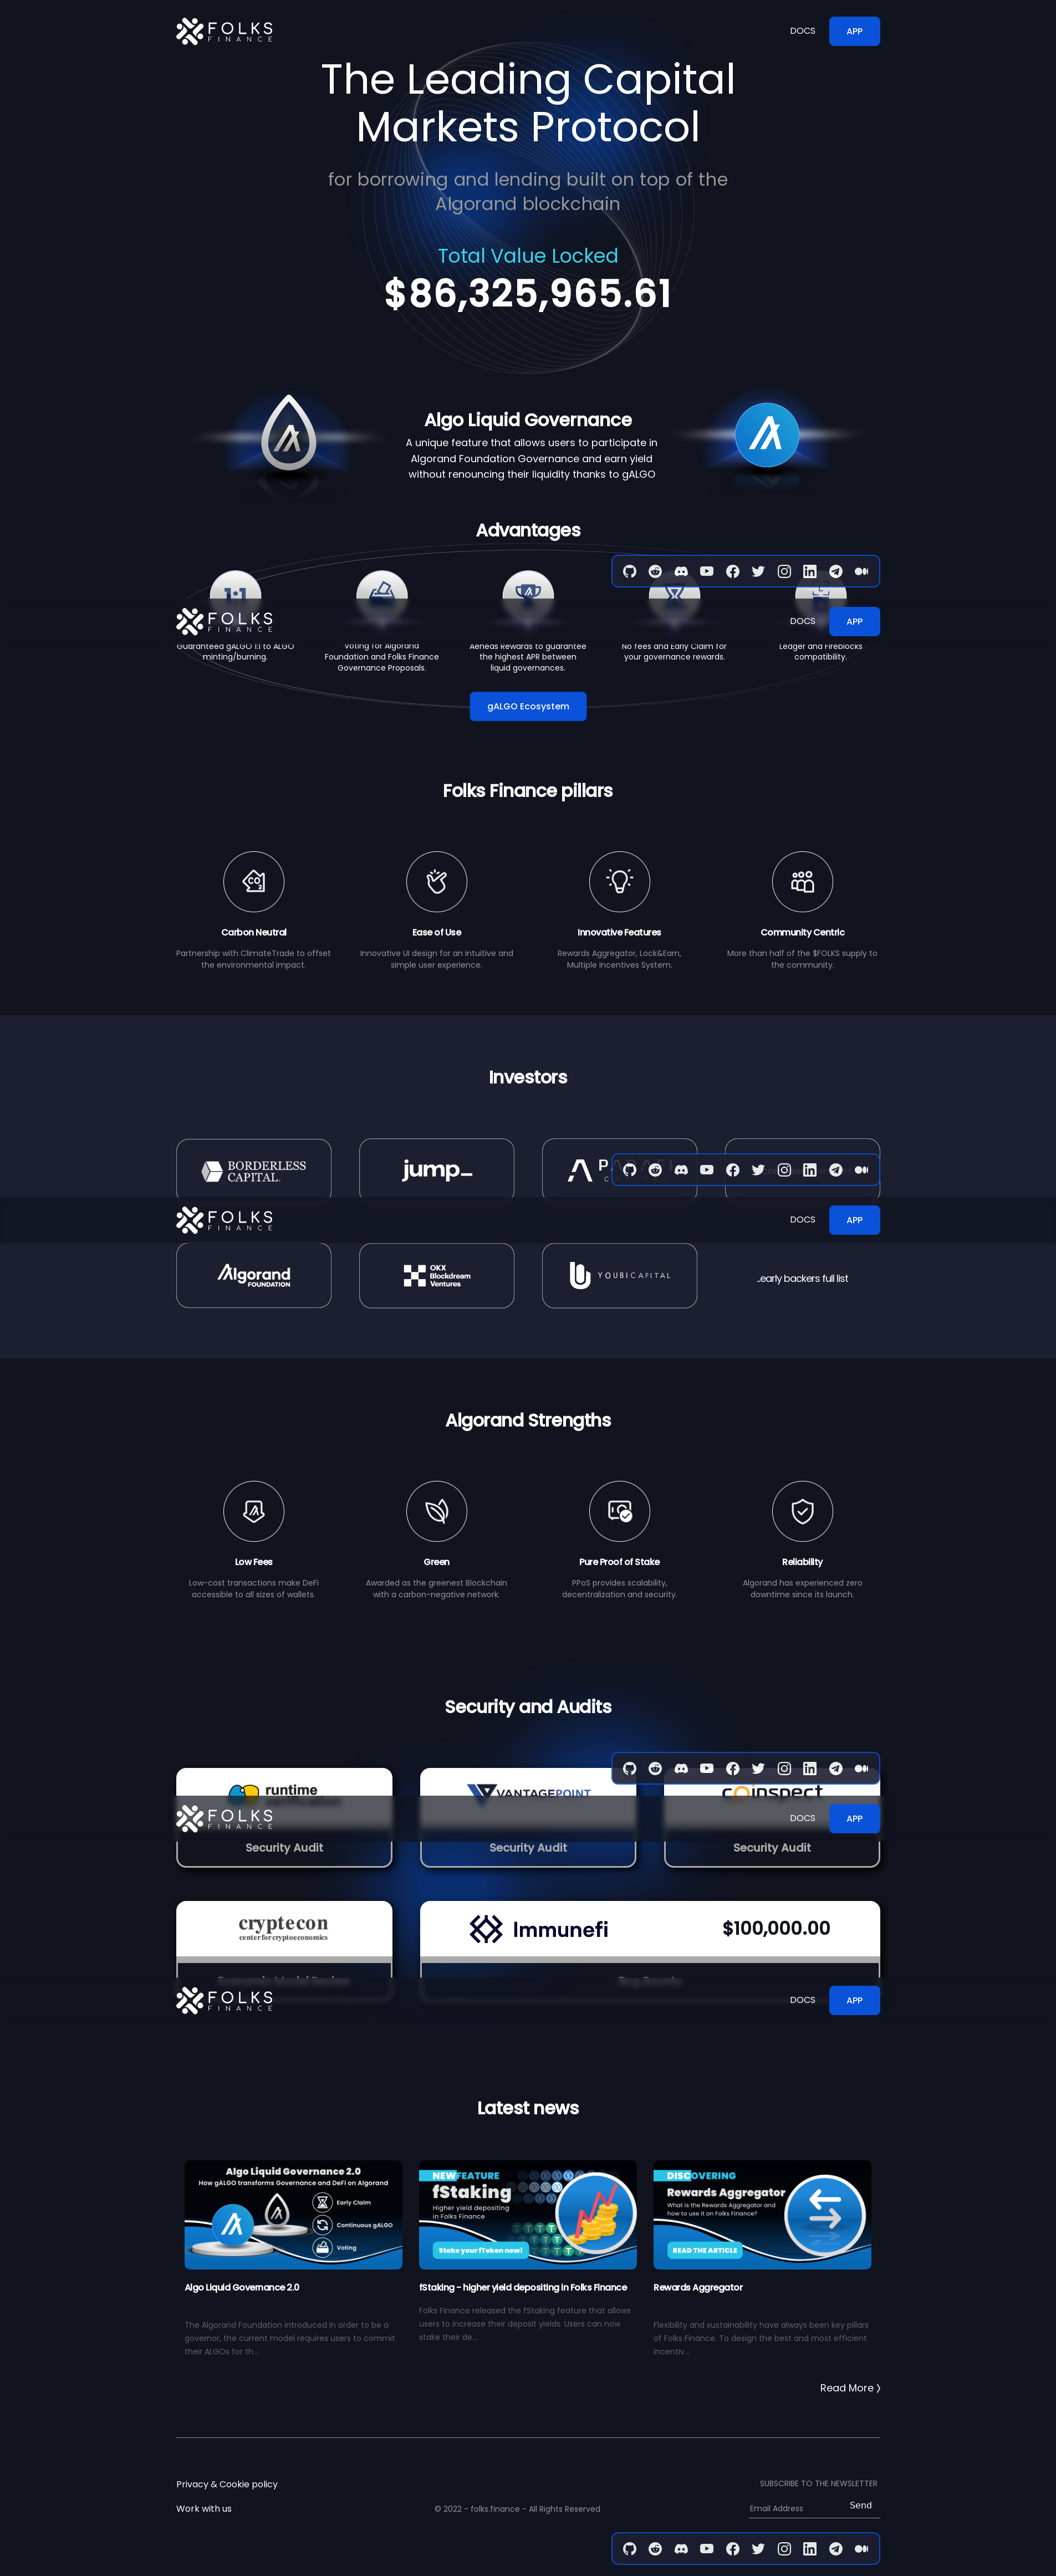 FOLKS
FINANCE
DOCS
APP
The Leading Capital
Markets Protocol
for borrowing and lending built on top of the
Algorand blockchain
Total Value Locked
$86,325,965.61
Algo Liquid Governance
A unique feature that allows users to participate in
Algorand Foundation Governance and earn yield
without renouncing their liquidity thanks to gALGO
Advantages
1:1
FOLKS
FINANCE
DOCS
APP
Guaranteed gALGO 1:1 to ALGO
minting/burning.
Voting for Algorand
Foundation and Folks Finance
Governance Proposals.
Aeneas Rewards to guarantee
the highest APR between
liquid governances.
No fees and Early Claim for
your governance rewards.
Ledger and Fireblocks
compatibility.
gALGO Ecosystem
Folks Finance pillars
CO2
Carbon Neutral
Partnership with ClimateTrade to offset
the environmental impact.
Ease of Use
Innovative UI design for an intuitive and
simple user experience.
Innovative Features
Rewards Aggregator, Lock&Earn,
Multiple Incentives System.
Community Centric
More than half of the $FOLKS supply to
the community.
Investors
BORDERLESS
CAPITAL.
jump_
FOLKS
FINANCE
DOCS
APP
Algorand
FOUNDATION
OKX
Blockdream
Ventures
YOUBI CAPITAL
..early backers full list
Algorand Strengths
Low Fees
Low-cost transactions make DeFi
accessible to all sizes of wallets.
Green
Awarded as the greenest Blockchain
with a carbon-negative network.
Pure Proof of Stake
PPoS provides scalability,
decentralization and security.
Reliability
Algorand has experienced zero
downtime since its launch.
Security and Audits
runtime
verification
VANTAGEPOINT
coinspect
FOLKS
FINANCE
DOCS
APP
Security Audit
Security Audit
Security Audit
cryptecon
center for cryptoeconomics
Immunefi
$100,000.00
FOLKS
FINANCE
DOCS
APP
Latest news
Algo Liquid Governance 2.0
How gALGO transforms Governance and DeFi on Algorand
Early Claim
Continuous gALGO
Voting
NEW FEATURE
fStaking
Higher yield depositing
in Folks Finance
Stake your fToken now!
DISCOVERING
Rewards Aggregator
What is the Rewards Aggregator and
how to use it on Folks Finance?
READ THE ARTICLE
Algo Liquid Governance 2.0
The Algorand Foundation introduced In order to be a
governor, the current model requires users to commit
their ALGOs for th...
fStaking - higher yield depositing in Folks Finance
Folks Finance released the fStaking feature that allows
users to increase their deposit yields. Users can now
stake their de...
Rewards Aggregator
Flexibility and sustainability have always been key pillars
of Folks Finance. To design the best and most efficient
incentiv...
Read More
Privacy & Cookie policy
Work with us
© 2022 - folks.finance - All Rights Reserved
SUBSCRIBE TO THE NEWSLETTER
Email Address
Send